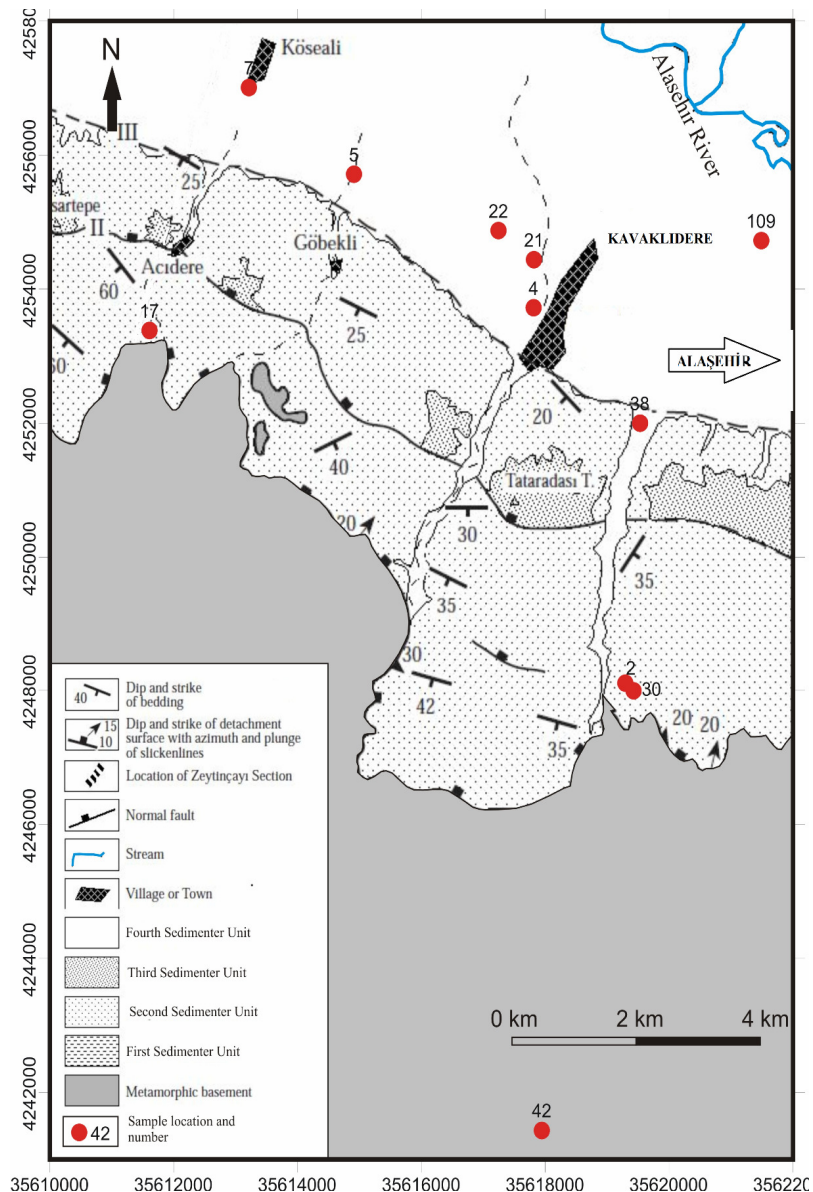 42580
N
Köseali
7
Alasehir River
III
4256000
5
25
sartepe
22
109
II
21
KAVAKLIDERE
Göbekli
Acıdere
4254000
60
4
17
25
ALAŞEHİR
50
38
4252000
20
40
Tataradası T.
20
30
4250000
35
35
30
2
4248000
30
42
20
20
35
40
Dip and strike
of bedding
15
10
Dip and strike of detachment
surface with azimuth and plunge
of slickenlines
Location of Zeytinçayı Section
Normal fault
4246000
Stream
Village or Town
Fourth Sedimenter Unit
4244000
Third Sedimenter Unit
Second Sedimenter Unit
0 km
2 km
4 km
First Sedimenter Unit
4242000
Metamorphic basement
42
Sample location and
number
42
35610000
35612000
35614000
35616000
35618000
35620000
356220